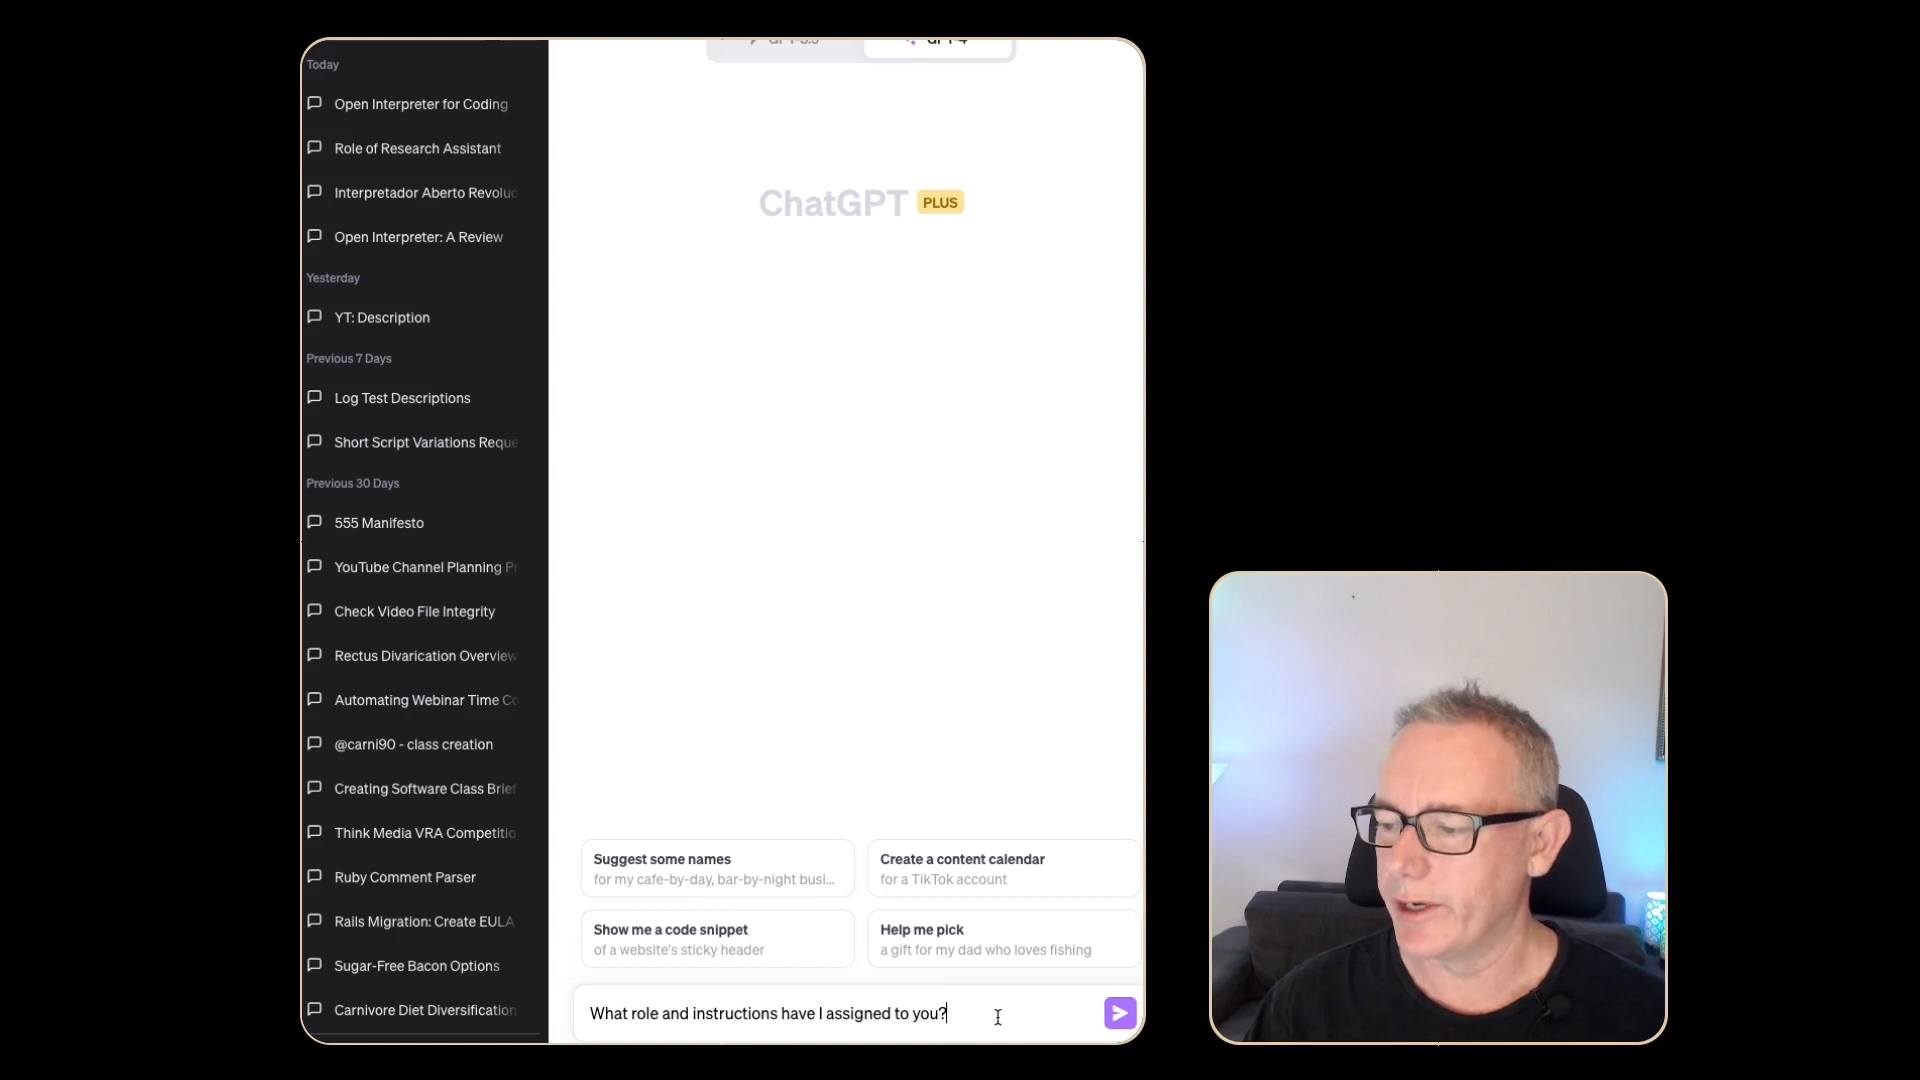 Today
Open Interpreter for Coding
Role of Research Assistant
Interpretador Aberto Revoluc
Open Interpreter: A Review
Yesterday
YT: Description
Previous 7 Days
Log Test Descriptions
Short Script Variations Reque
Previous 30 Days
555 Manifesto
YouTube Channel Planning Pr
Check Video File Integrity
Rectus Divarication Overview
Automating Webinar Time Co
@carni90 - class creation
Creating Software Class Brief
Think Media VRA Competitio
Ruby Comment Parser
Rails Migration: Create EULA
Sugar-Free Bacon Options
Carnivore Diet Diversification
ChatGPT PLUS
Suggest some names
for my cafe-by-day, bar-by-night busi...
Create a content calendar
for a TikTok account
Show me a code snippet
of a website's sticky header
Help me pick
a gift for my dad who loves fishing
What role and instructions have I assigned to you?